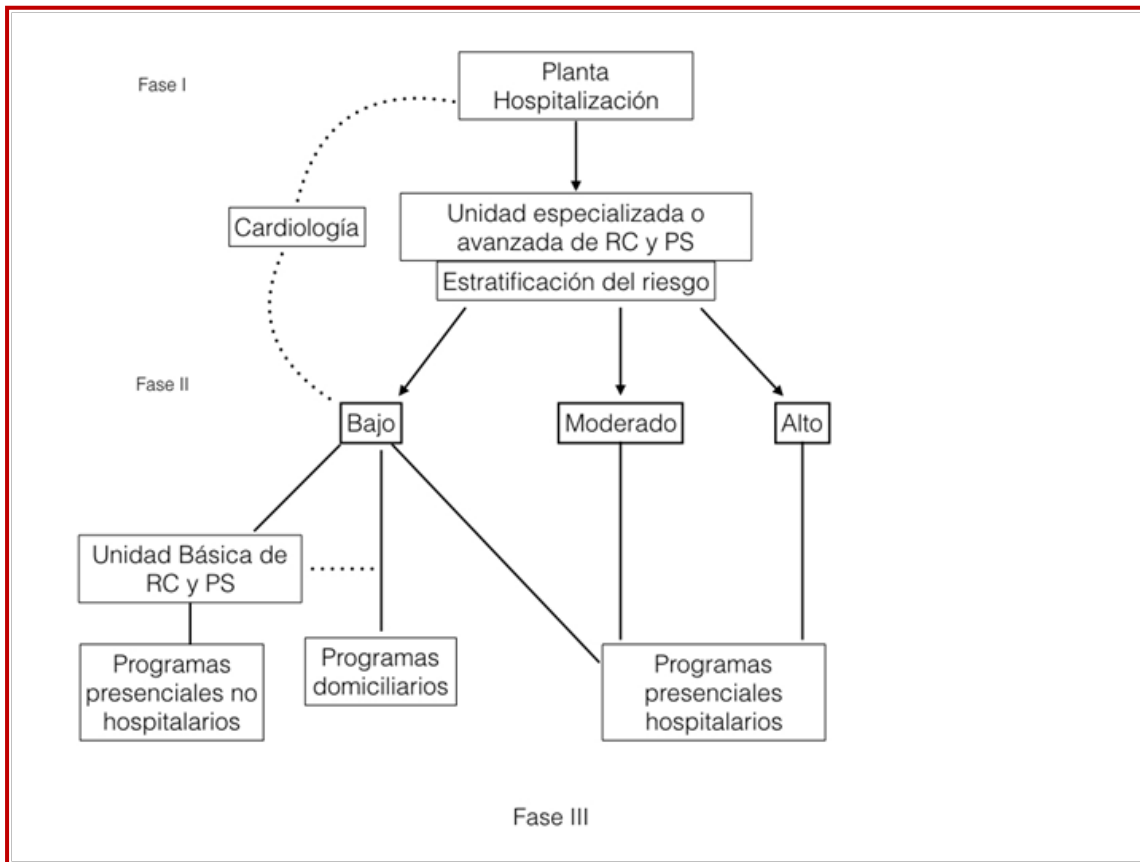 Fase I
Planta
Hospitalización
Cardiología
Unidad especializada o
avanzada de RC y PS
Estratificación del riesgo
Fase II
Bajo
Moderado
Alto
Unidad Básica de
RC y PS
Programas
presenciales no
hospitalarios
Programas
domiciliarios
Programas
presenciales
hospitalarios
Fase III